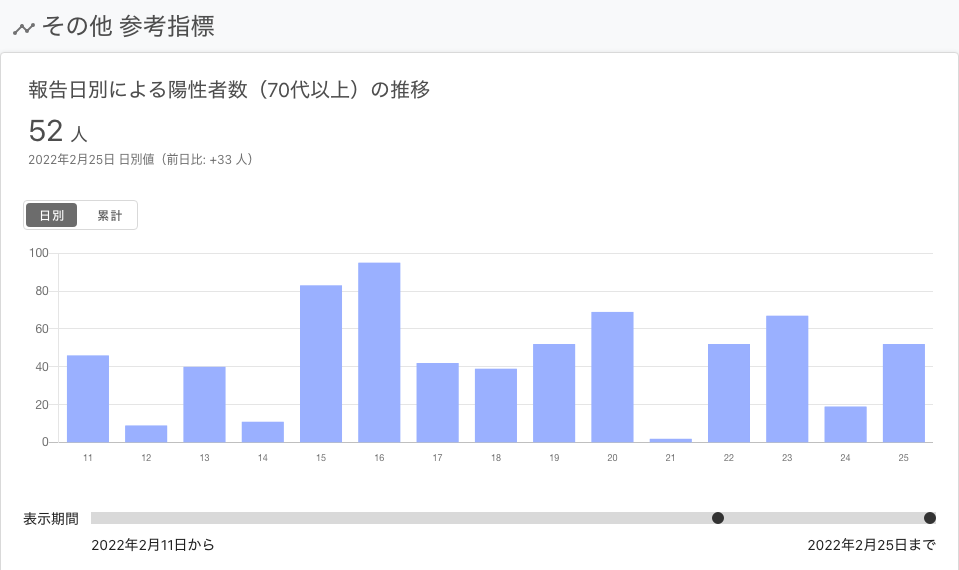 その他 参考指標
報告日別による陽性者数（70代以上）の推移
52 人
2022年2月25日 日別値（前日比: +33 人）
日別 累計
100
80
60
40
20
0
11 12 13 14 15 16 17 18 19 20 21 22 23 24 25
表示期間
2022年2月11日から 2022年2月25日まで